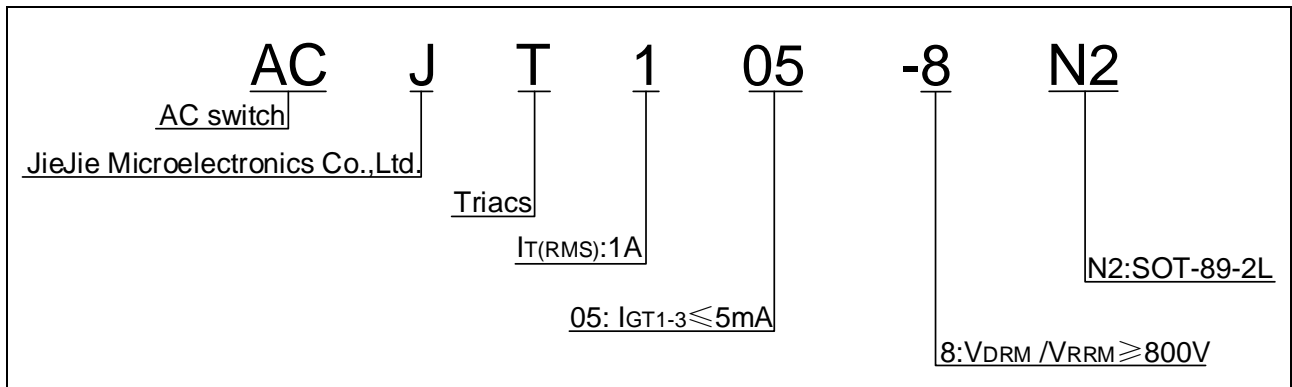 AC J T 1 05 -8 N2
AC switch
JieJie Microelectronics Co.,Ltd.
Triacs
IT(RMS):1A
N2:SOT-89-2L
05: IGT1-3≤5mA
8:VDRM /VRRM≥800V